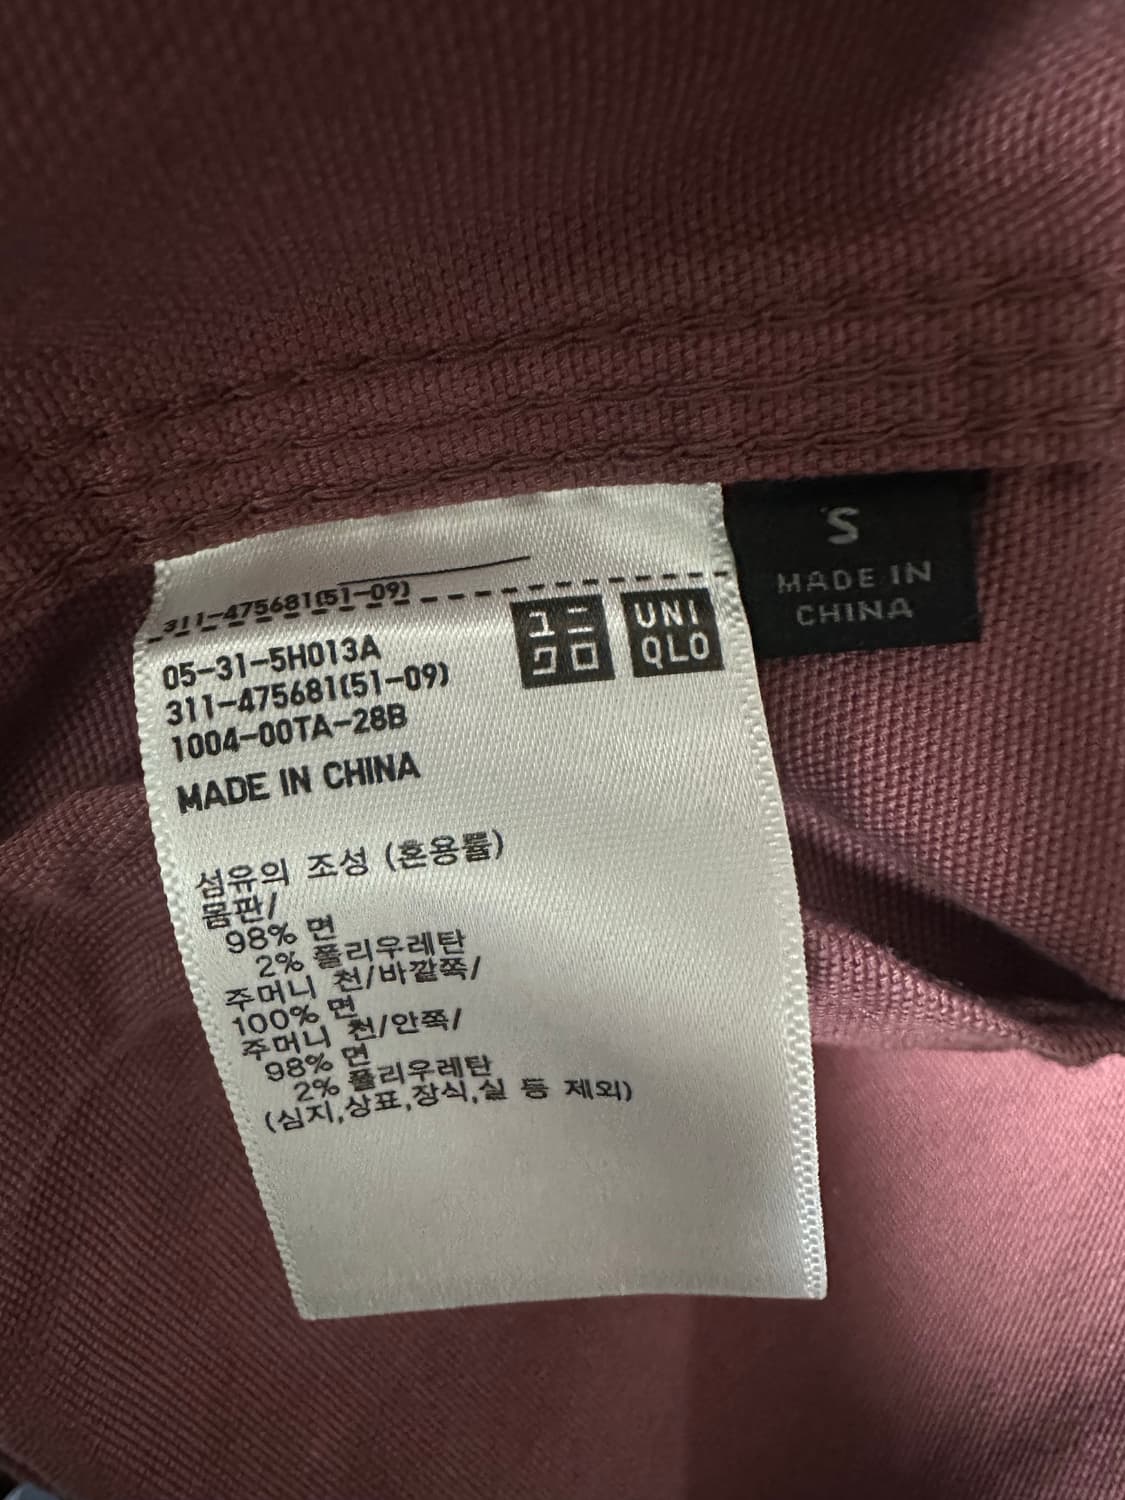 311-475681(51-09)
ユニ
クロ
UNI
QLO
05-31-5H013A
311-475681(51-09)
1004-00TA-28B
MADE IN CHINA
섬유의 조성 (혼용률)
몸판/
98% 면
2% 폴리우레탄
주머니 천/바깥쪽/
100% 면
주머니 천/안쪽/
98% 면
2% 폴리우레탄
(심지,상표,장식,실 등 제외)
S
MADE IN
CHINA